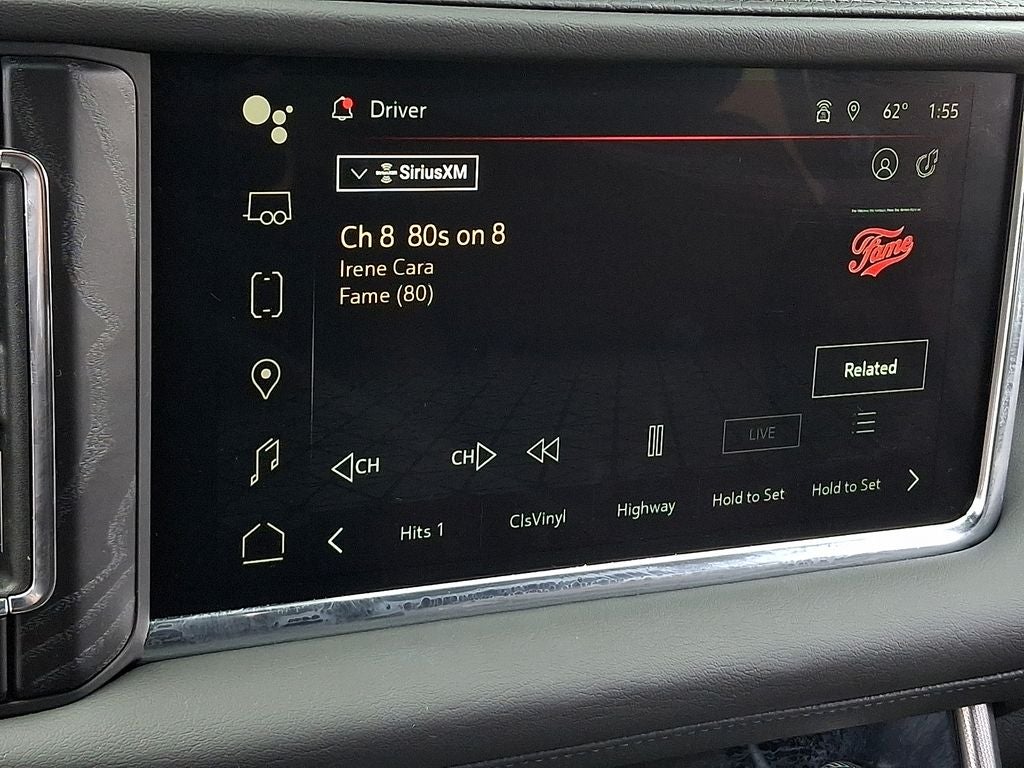 Driver
62° 1:55
SiriusXM
Ch 8 80s on 8
Irene Cara
Fame (80)
Fame
Related
CH
CH
LIVE
Hits 1
ClsVinyl
Highway
Hold to Set
Hold to Set